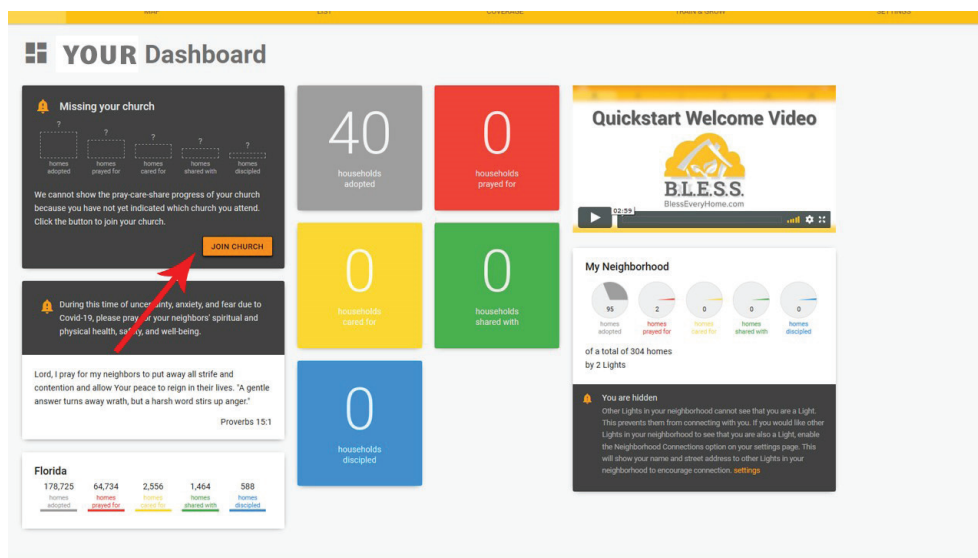 MAP LIST COVERAGE TRAIN & GROW SETTINGS
YOUR Dashboard
Missing your church
? ? ? ? ?
homes adopted
homes prayed for
homes cared for
homes shared with
homes discipled
We cannot show the pray-care-share progress of your church
because you have not yet indicated which church you attend.
Click the button to join your church.
JOIN CHURCH
During this time of uncertainty, anxiety, and fear due to
Covid-19, please pray for your neighbors' spiritual and
physical health, safety, and well-being.
Lord, I pray for my neighbors to put away all strife and
contention and allow Your peace to reign in their lives. "A gentle
answer turns away wrath, but a harsh word stirs up anger."
Proverbs 15:1
Florida
178,725 64,734 2,556 1,464 588
homes homes homes homes homes
adopted prayed for cared for shared with discipled
40
households
adopted
0
households
prayed for
0
households
cared for
0
households
shared with
0
households
discipled
Quickstart Welcome Video
B.L.E.S.S.
BlessEveryHome.com
02:59
My Neighborhood
95 2 0 0 0
homes homes homes homes homes
adopted prayed for cared for shared with discipled
of a total of 304 homes
by 2 Lights
You are hidden
Other Lights in your neighborhood cannot see that you are a Light.
This prevents them from connecting with you. If you would like other
Lights in your neighborhood to see that you are also a Light, enable
the Neighborhood Connections option on your settings page. This
will show your name and street address to other Lights in your
neighborhood to encourage connection. settings